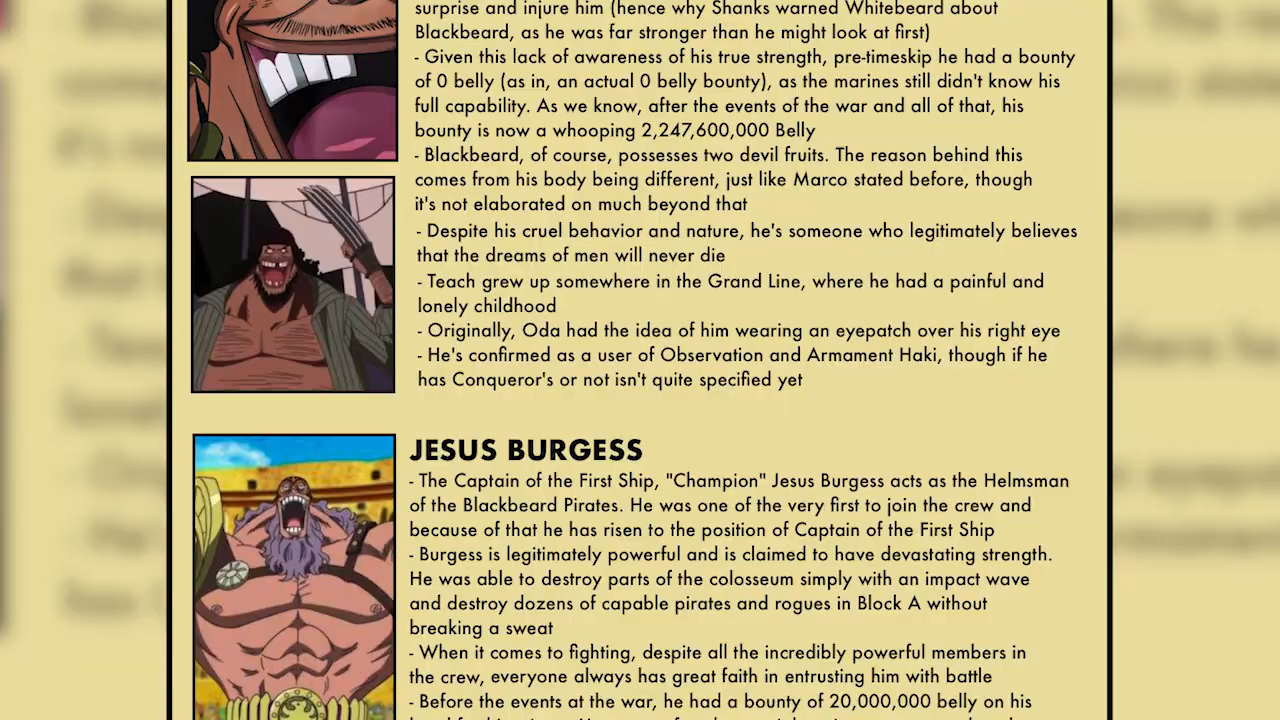 surprise and injure him (hence why Shanks warned Whitebeard about
Blackbeard, as he was far stronger than he might look at first)
- Given this lack of awareness of his true strength, pre-timeskip he had a bounty
of 0 belly (as in, an actual 0 belly bounty), as the marines still didn't know his
full capability. As we know, after the events of the war and all of that, his
bounty is now a whooping 2,247,600,000 Belly
- Blackbeard, of course, possesses two devil fruits. The reason behind this
comes from his body being different, just like Marco stated before, though
it's not elaborated on much beyond that
- Despite his cruel behavior and nature, he's someone who legitimately believes
that the dreams of men will never die
- Teach grew up somewhere in the Grand Line, where he had a painful and
lonely childhood
- Originally, Oda had the idea of him wearing an eyepatch over his right eye
- He's confirmed as a user of Observation and Armament Haki, though if he
has Conqueror's or not isn't quite specified yet
JESUS BURGESS
- The Captain of the First Ship, "Champion" Jesus Burgess acts as the Helmsman
of the Blackbeard Pirates. He was one of the very first to join the crew and
because of that he has risen to the position of Captain of the First Ship
- Burgess is legitimately powerful and is claimed to have devastating strength.
He was able to destroy parts of the colosseum simply with an impact wave
and destroy dozens of capable pirates and rogues in Block A without
breaking a sweat
- When it comes to fighting, despite all the incredibly powerful members in
the crew, everyone always has great faith in entrusting him with battle
- Before the events at the war, he had a bounty of 20,000,000 belly on his